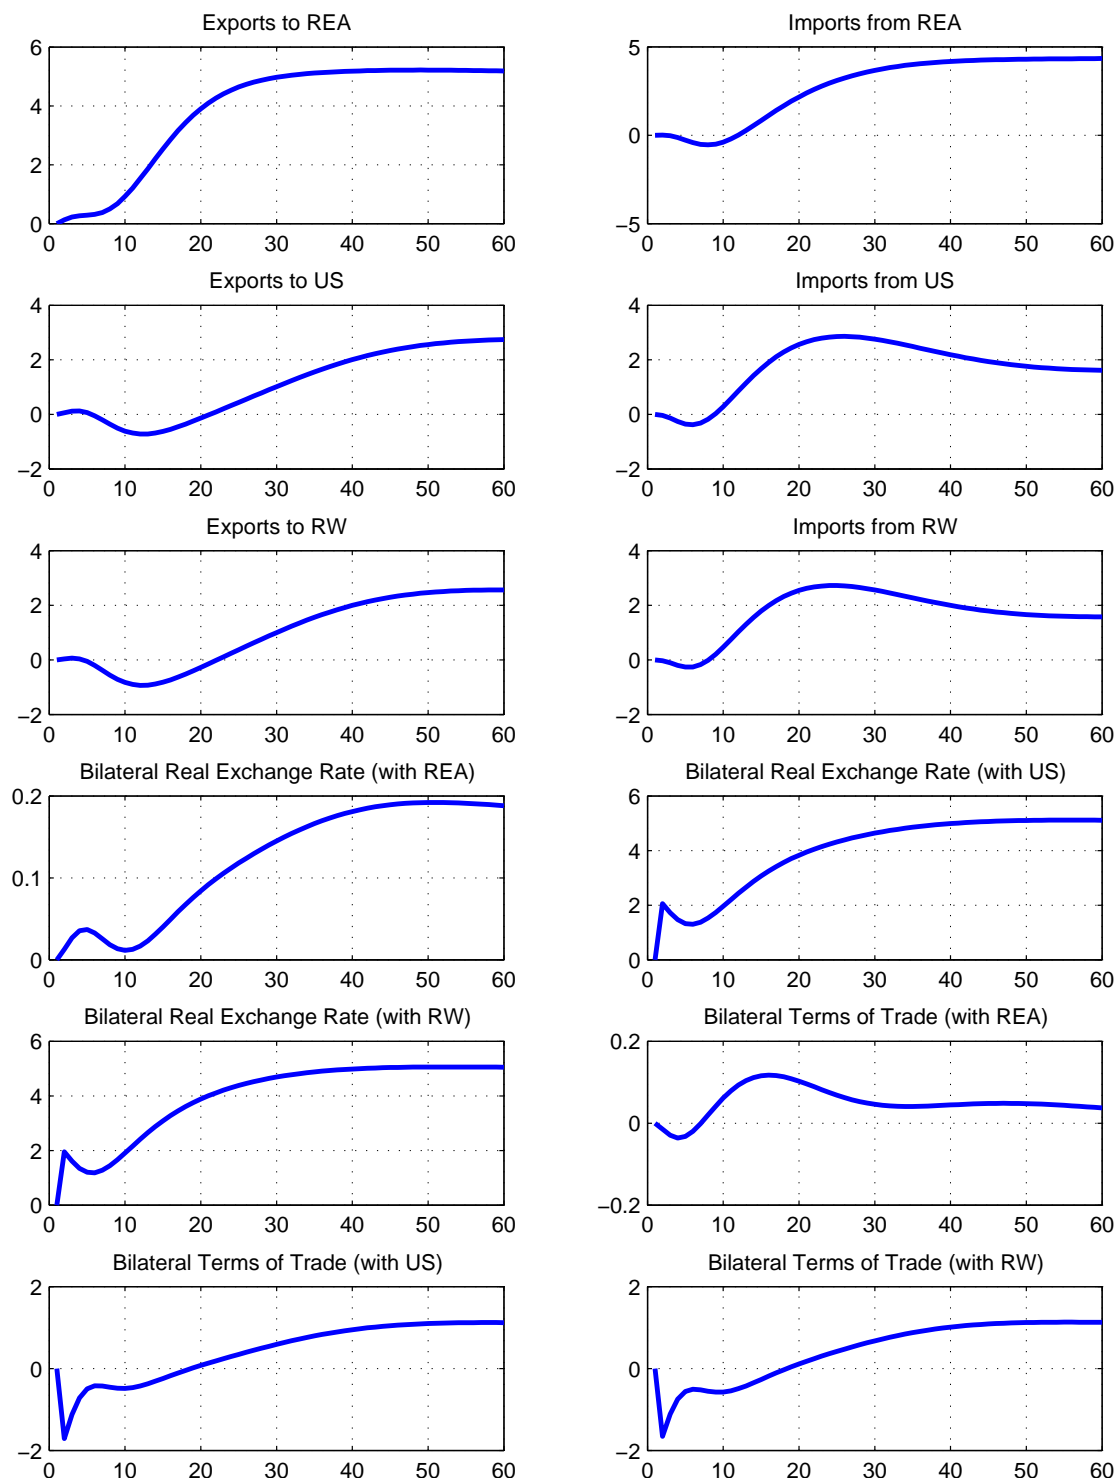 Exports to REA
6
4
2
0
0 10 20 30 40 50 60
Imports from REA
5
0
−5
0 10 20 30 40 50 60
Exports to US
4
2
0
−2
0 10 20 30 40 50 60
Imports from US
4
2
0
−2
0 10 20 30 40 50 60
Exports to RW
4
2
0
−2
0 10 20 30 40 50 60
Imports from RW
4
2
0
−2
0 10 20 30 40 50 60
Bilateral Real Exchange Rate (with REA)
0.2
0.1
0
0 10 20 30 40 50 60
Bilateral Real Exchange Rate (with US)
6
4
2
0
0 10 20 30 40 50 60
Bilateral Real Exchange Rate (with RW)
6
4
2
0
0 10 20 30 40 50 60
Bilateral Terms of Trade (with REA)
0.2
0
−0.2
0 10 20 30 40 50 60
Bilateral Terms of Trade (with US)
2
0
−2
0 10 20 30 40 50 60
Bilateral Terms of Trade (with RW)
2
0
−2
0 10 20 30 40 50 60